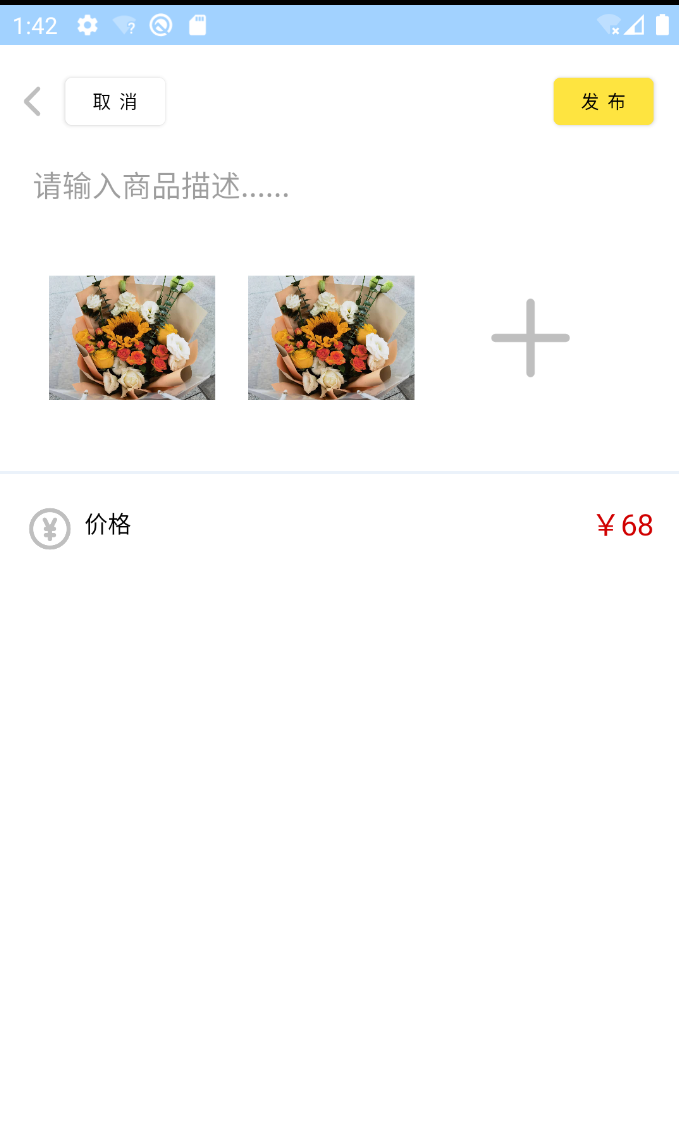 1:42
取 消
发 布
请输入商品描述......
价格
￥68